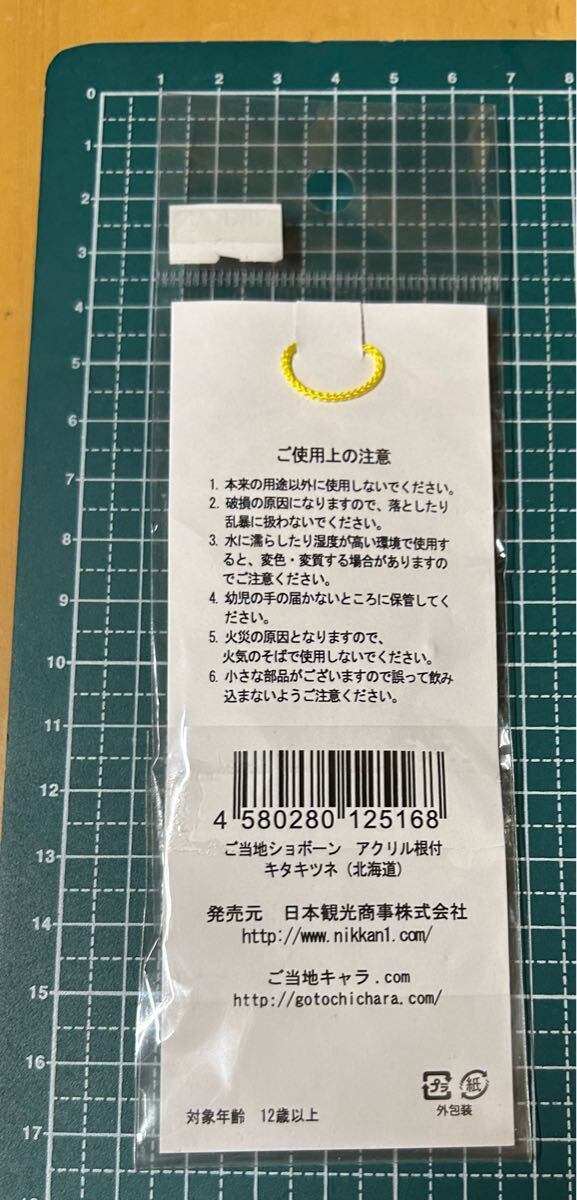 1 2 3 4 5 6 7 8
0
1
2
3
4
5
6
7
8
9
10
11
12
13
14
15
16
17
ご使用上の注意
1. 本来の用途以外に使用しないでください。
2. 破損の原因になりますので、落としたり
乱暴に扱わないでください。
3. 水に濡らしたり湿度が高い環境で使用す
ると、変色・変質する場合がありますの
でご注意ください。
4. 幼児の手の届かないところに保管してく
ださい。
5. 火災の原因となりますので、
火気のそばで使用しないでください。
6. 小さな部品がございますので誤って飲み
込まないようご注意ください。
4 580280 125168
ご当地ショボーン アクリル根付
キタキツネ（北海道）
発売元 日本観光商事株式会社
http://www.nikkan1.com/
ご当地キャラ.com
http://gotochichara.com/
プラ 紙
外包装
対象年齢 12歳以上